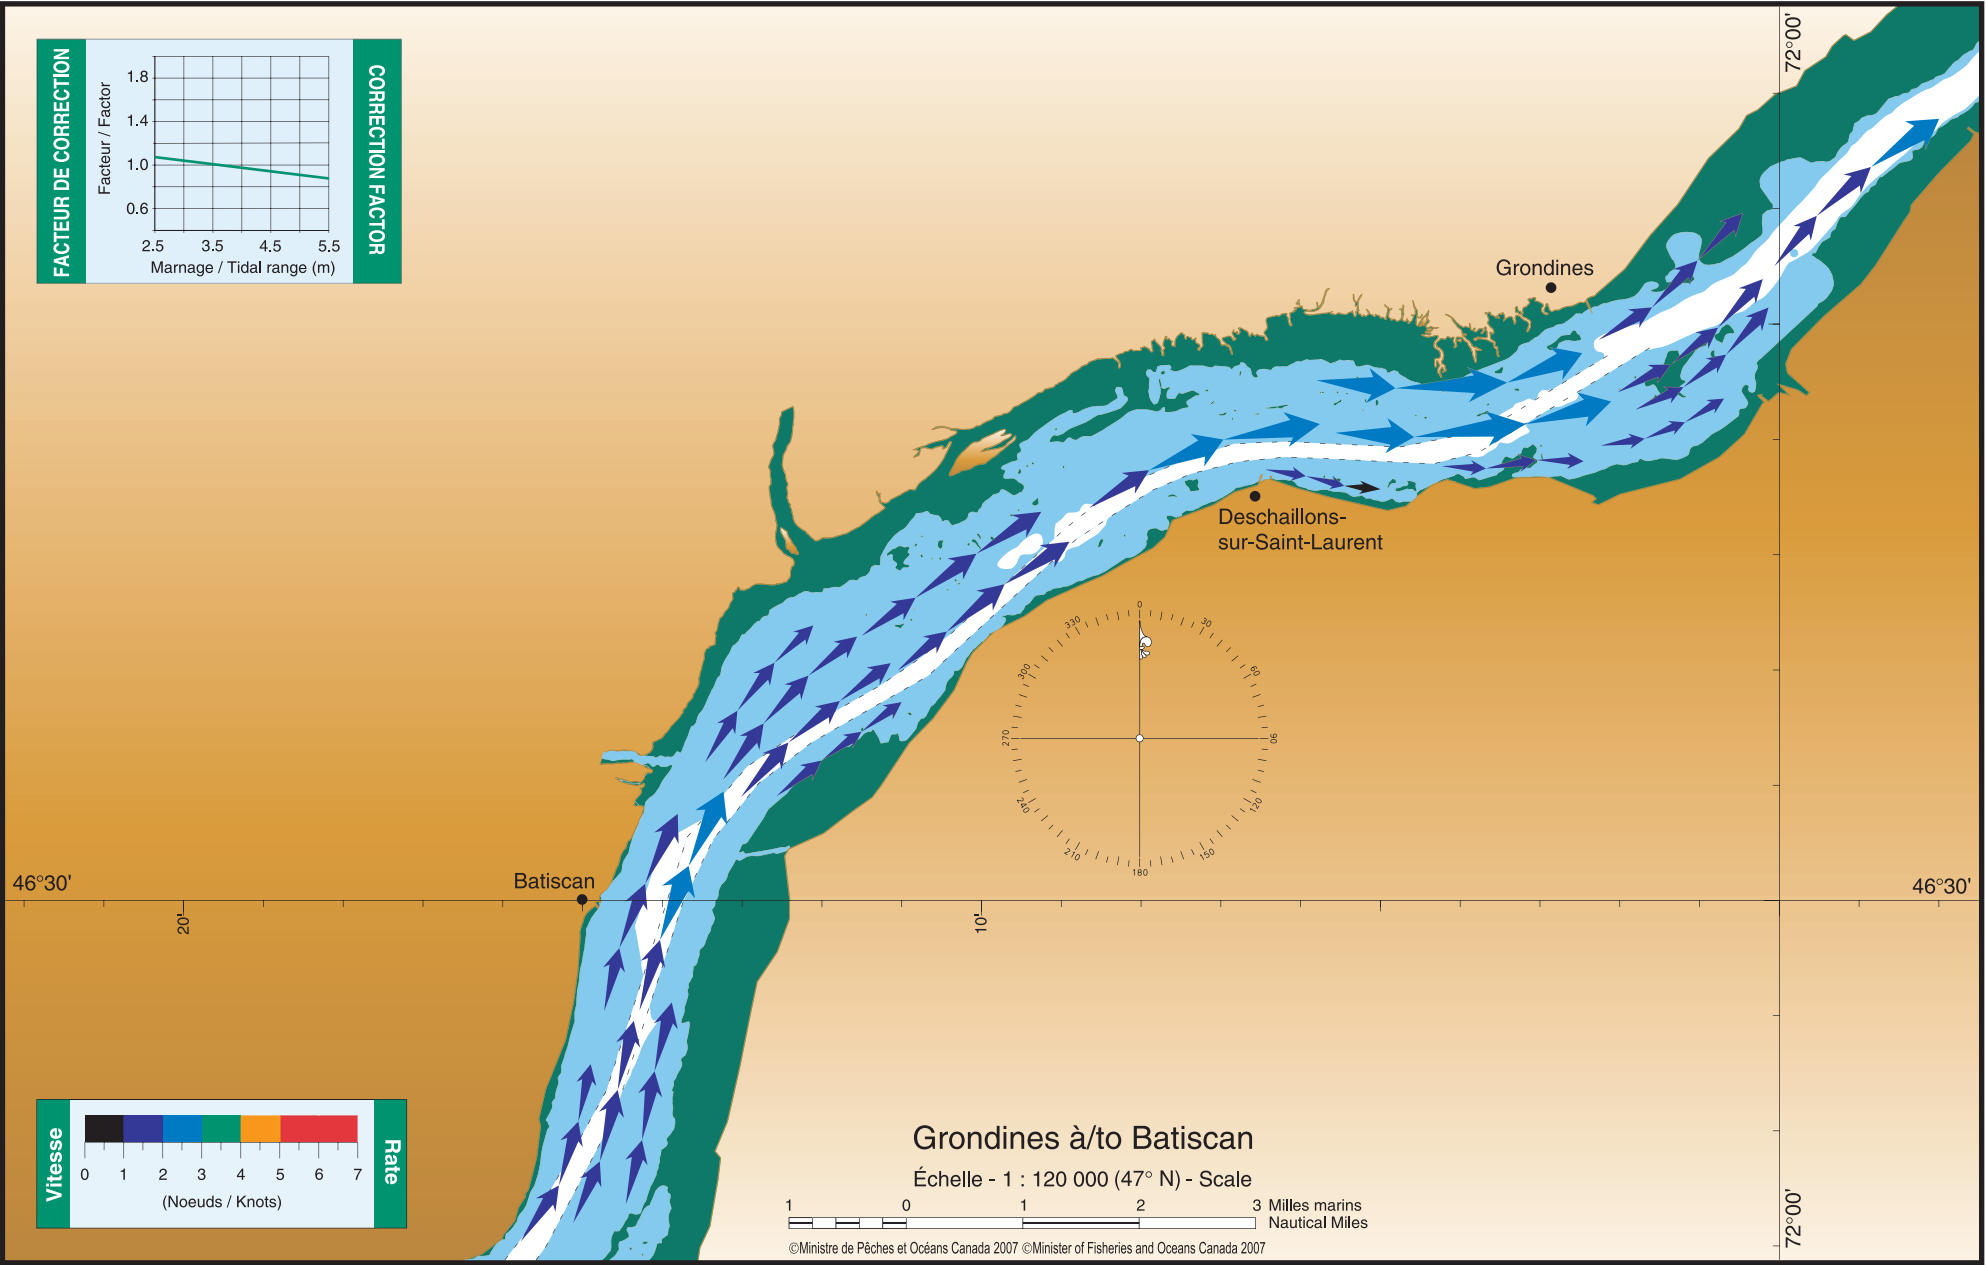 FACTEUR DE CORRECTION
Facteur / Factor
1.8
1.4
1.0
0.6
2.5 3.5 4.5 5.5
Marnage / Tidal range (m)
CORRECTION FACTOR
72°00'
Grondines
Deschaillons-
sur-Saint-Laurent
0
30
60
90
120
150
180
210
240
270
300
330
Batiscan
46°30'
46°30'
20'
10'
Vitesse
0 1 2 3 4 5 6 7
(Noeuds / Knots)
Rate
Grondines à/to Batiscan
Échelle - 1 : 120 000 (47° N) - Scale
1 0 1 2 3 Milles marins
Nautical Miles
©Ministre de Pêches et Océans Canada 2007 ©Minister of Fisheries and Oceans Canada 2007
72°00'